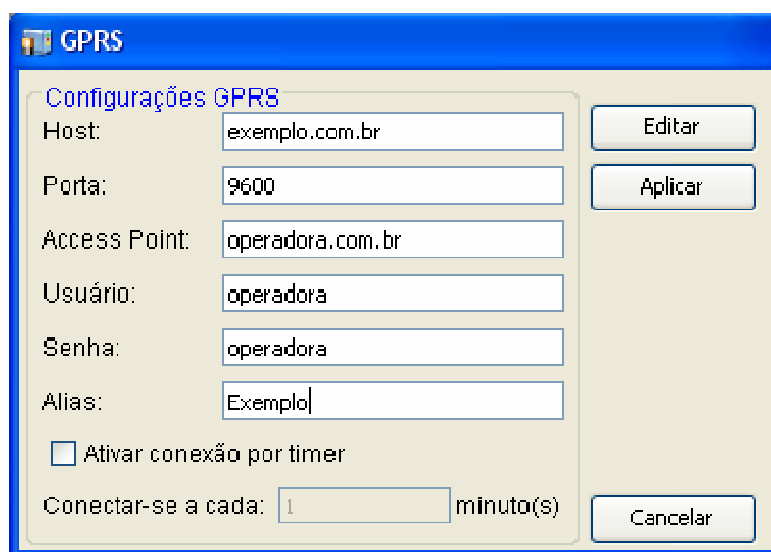 GPRS
Configurações GPRS
Host: exemplo.com.br
Editar
Porta: 9600
Aplicar
Access Point: operadora.com.br
Usuário: operadora
Senha: operadora
Alias: Exemplo
Ativar conexão por timer
Conectar-se a cada: 1 minuto(s)
Cancelar